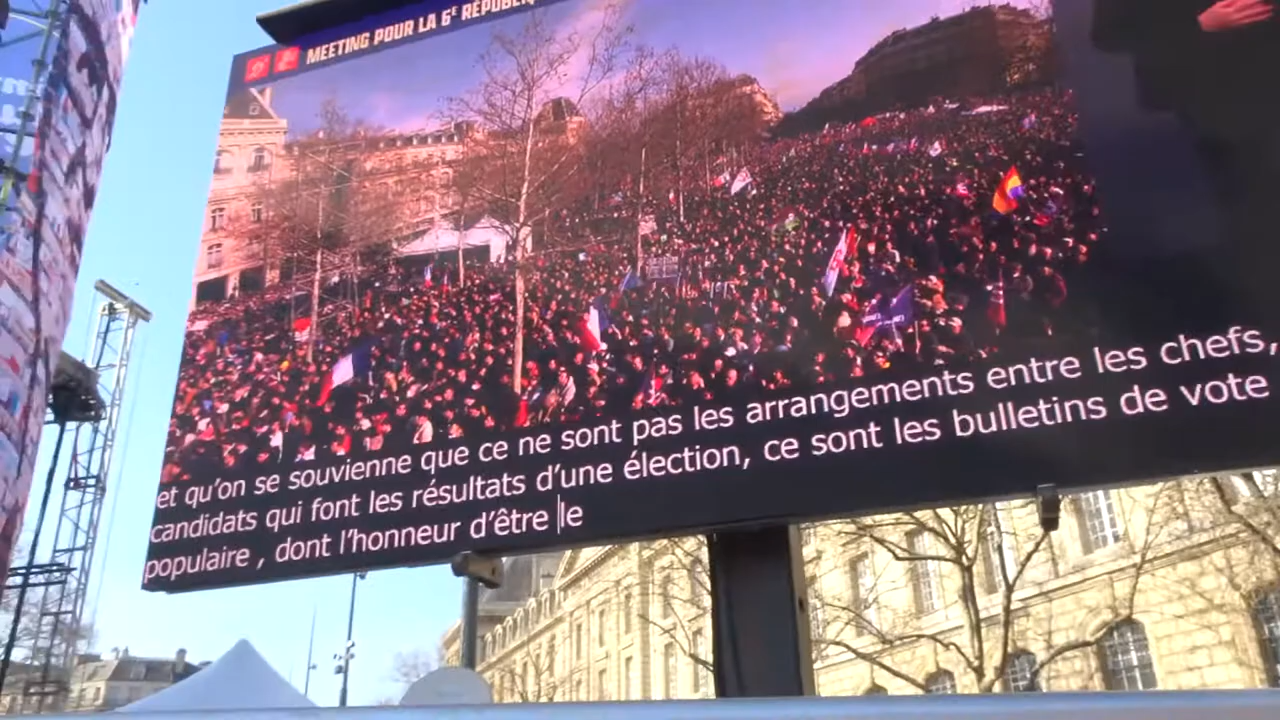 MEETING POUR LA 6E
et qu'on se souvienne que ce ne sont pas les arrangements entre les chefs,
candidats qui font les résultats d'une élection, ce sont les bulletins de vote
populaire , dont l'honneur d'être le